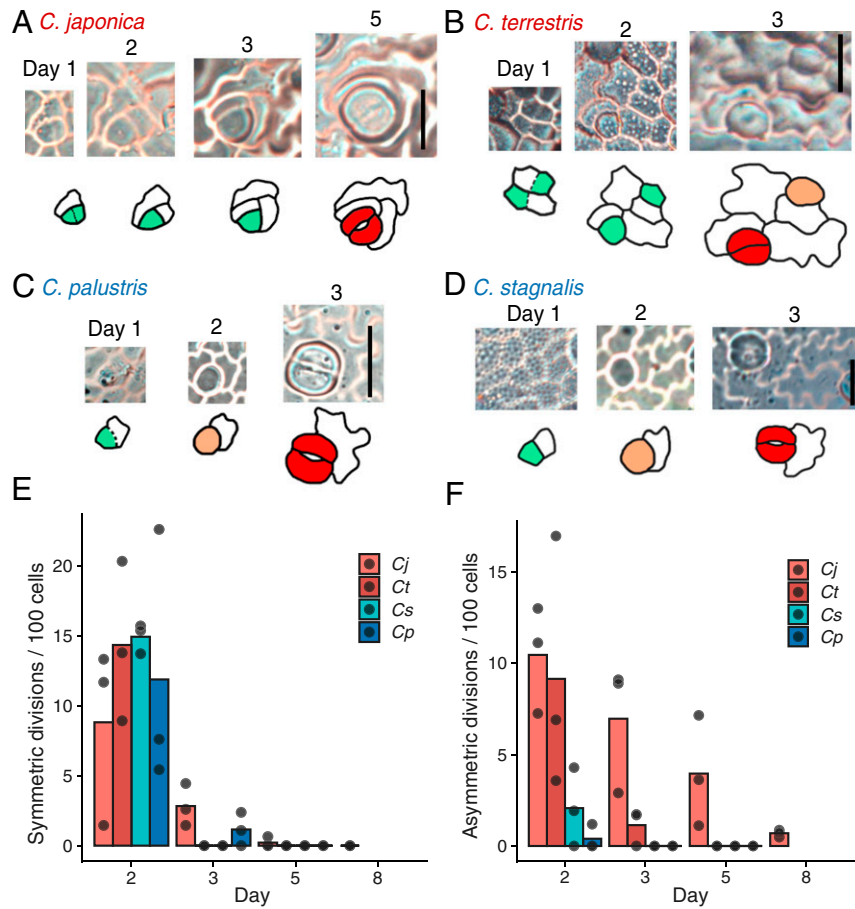 A C. japonica
Day 1 2 3 5
B C. terrestris
Day 1 2 3
C C. palustris
Day 1 2 3
D C. stagnalis
Day 1 2 3
E
Symmetric divisions / 100 cells
20
15
10
5
0
2 3 5 8
Day
Cj
Ct
Cs
Cp
F
Asymmetric divisions / 100 cells
15
10
5
0
2 3 5 8
Day
Cj
Ct
Cs
Cp